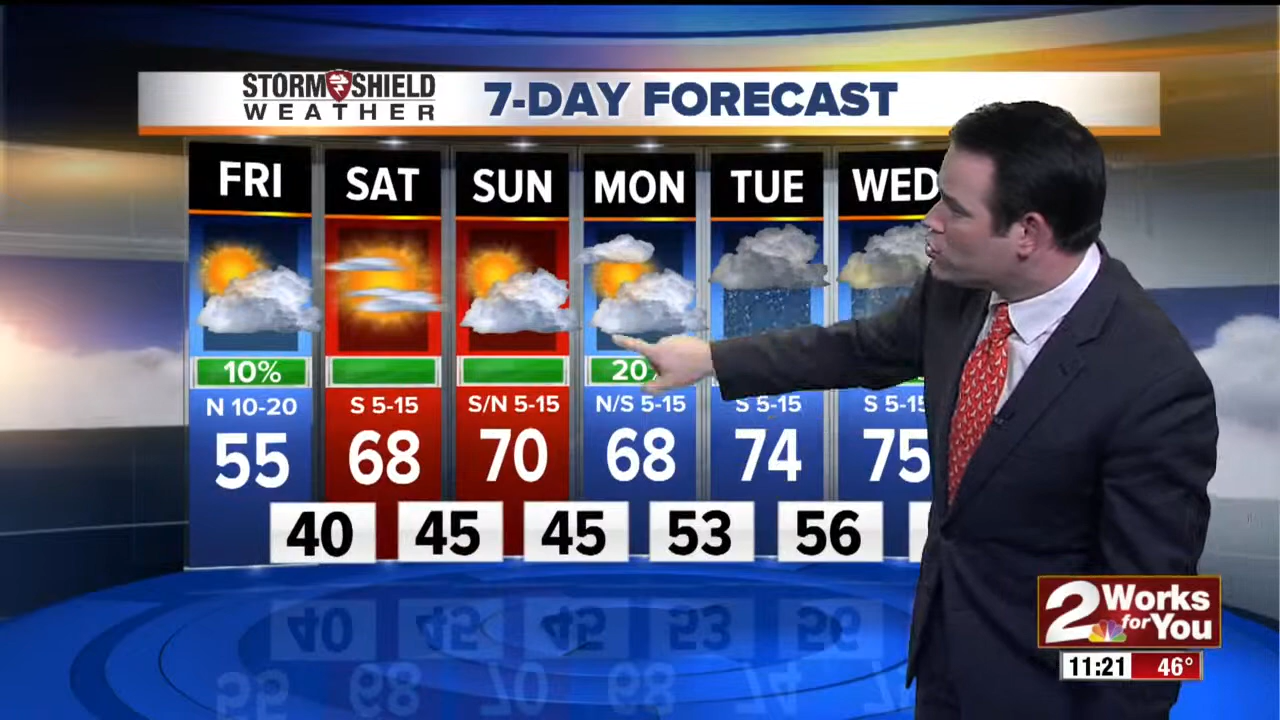 STORM SHIELD
WEATHER
7-DAY FORECAST
FRI SAT SUN MON TUE WED
10%
N 10-20 S 5-15 S/N 5-15 N/S 5-15 S 5-15 S 5-15
55 68 70 68 74 75
40 45 45 53 56
2 Works
for You
11:21 46°